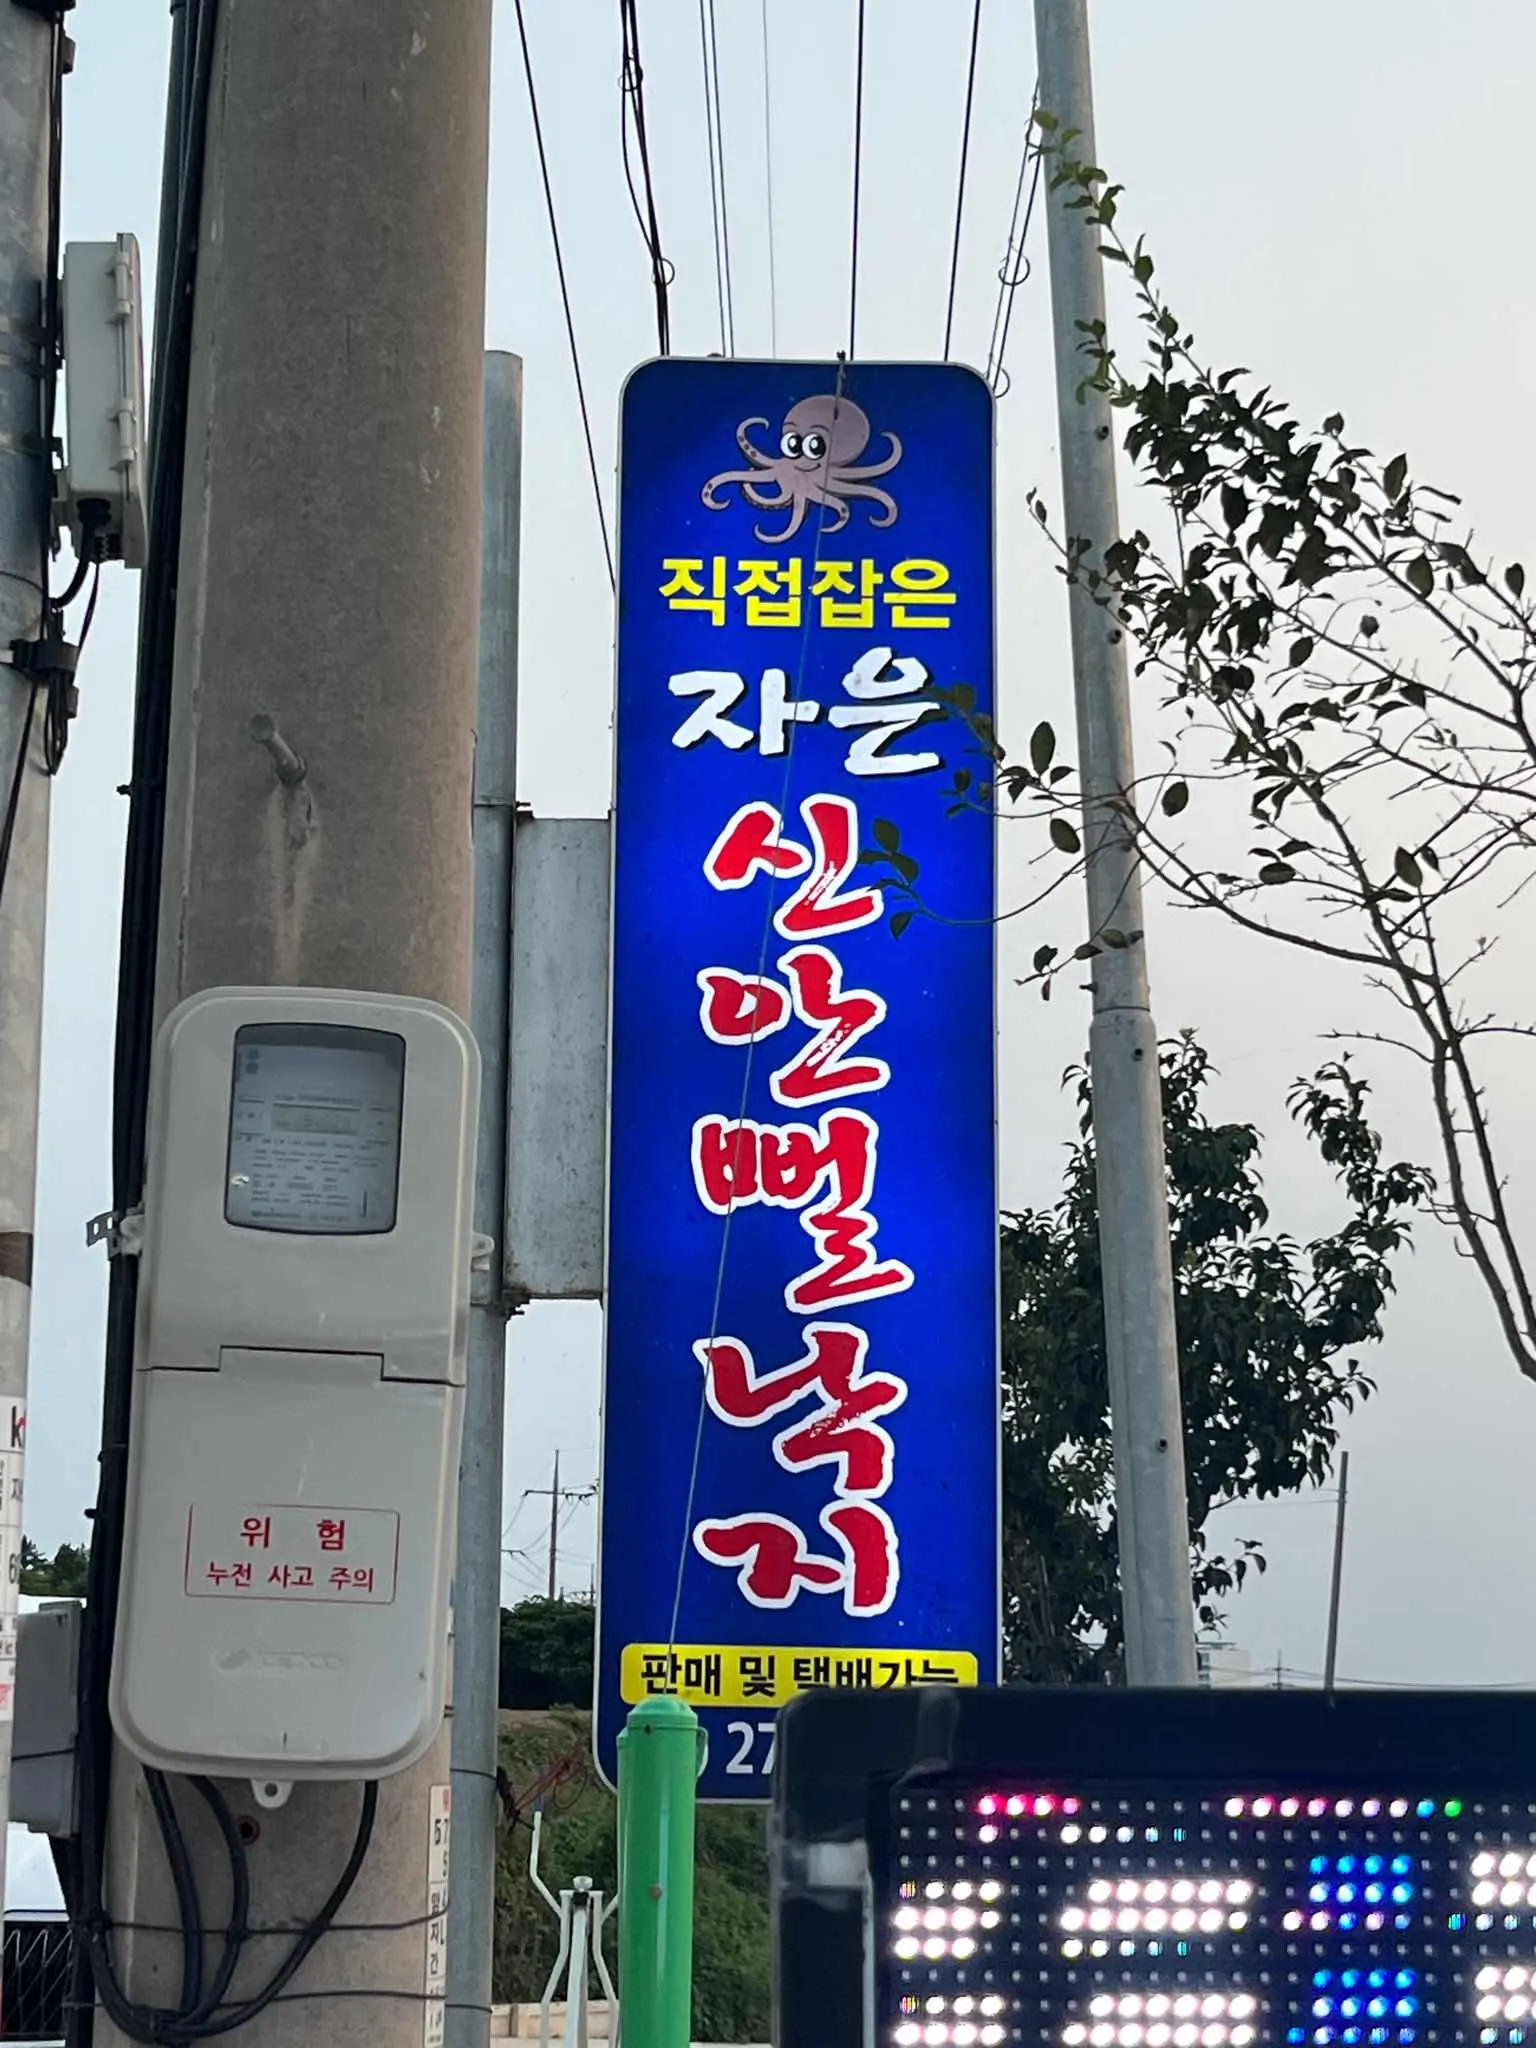 직접잡은
자은
신안뻘낙지
판매 및 택배가능
27
위 험
누전 사고 주의